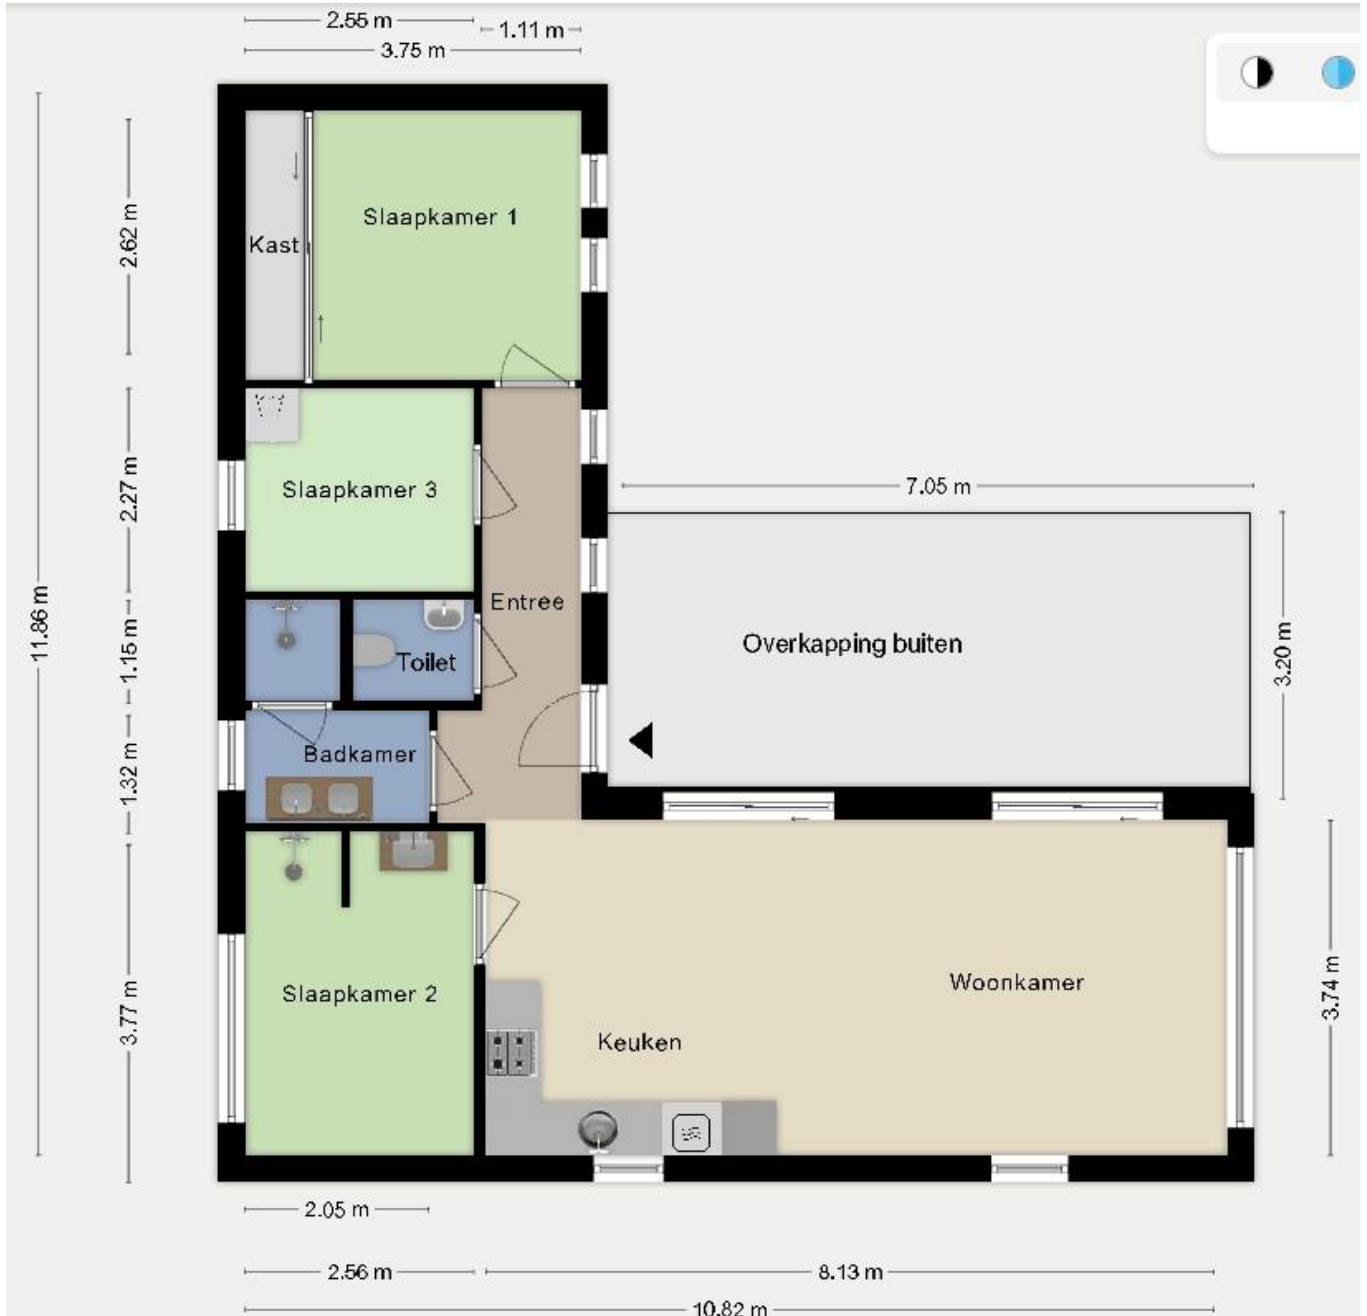 2.55 m
1.11 m
3.75 m
Slaapkamer 1
Kast
2.62 m
Slaapkamer 3
2.27 m
7.05 m
11.86 m
Entree
1.15 m
Toilet
Overkapping buiten
3.20 m
Badkamer
1.32 m
Slaapkamer 2
Woonkamer
3.77 m
3.74 m
Keuken
2.05 m
2.56 m
8.13 m
10.82 m